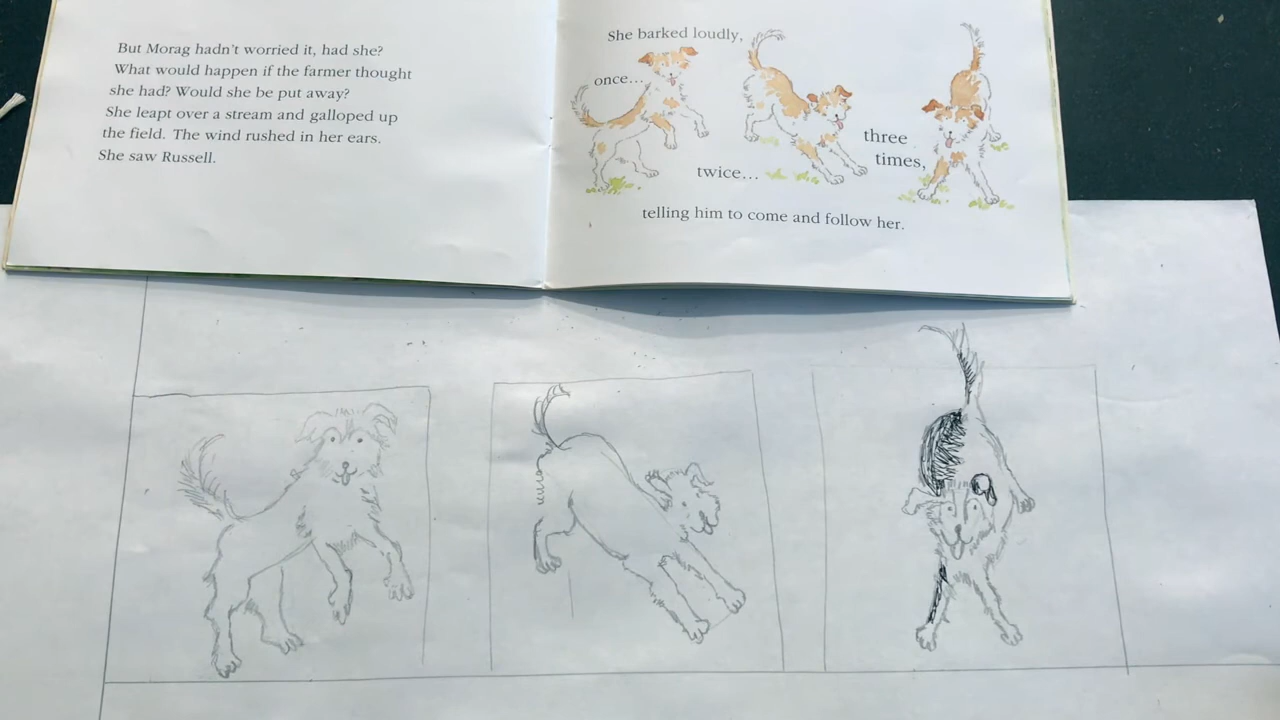 But Morag hadn't worried it, had she?
What would happen if the farmer thought
she had? Would she be put away?
She leapt over a stream and galloped up
the field. The wind rushed in her ears.
She saw Russell.
She barked loudly,
once...
twice...
three
times,
telling him to come and follow her.